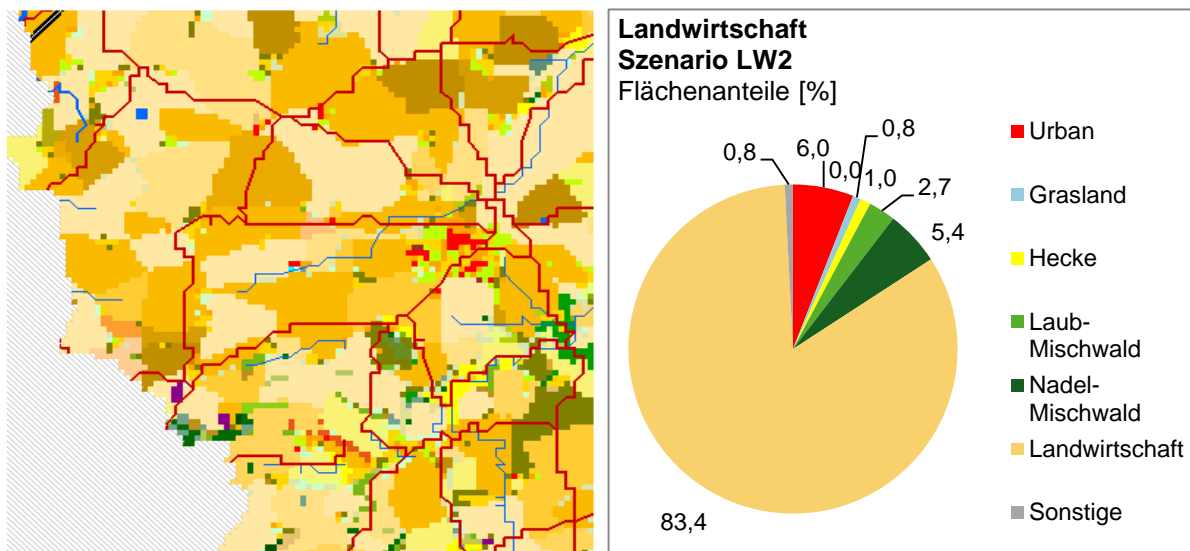 Landwirtschaft
Szenario LW2
Flächenanteile [%]
0,8
6,0
0,0
0,8
1,0
2,7
5,4
83,4
Urban
Grasland
Hecke
Laub-
Mischwald
Nadel-
Mischwald
Landwirtschaft
Sonstige